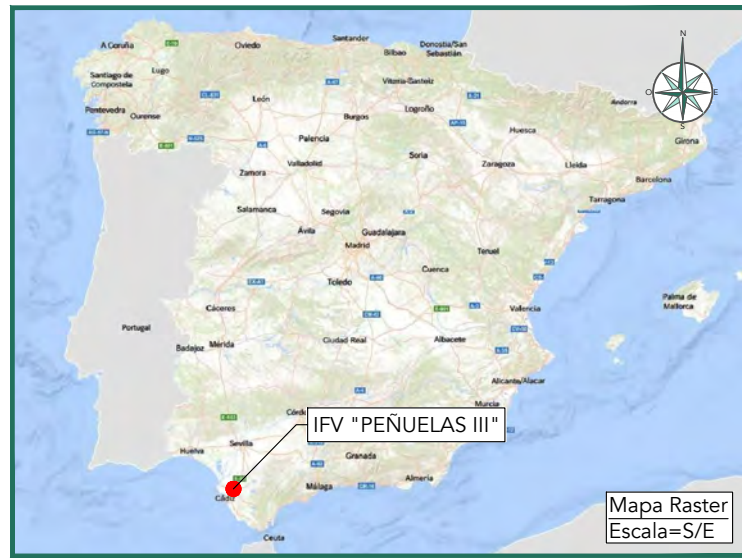 N
O
E
S
A Coruña
Oviedo
Santander
Bilbao
Donostia/San
Sebastián
Santiago de
Compostela
Lugo
Vitoria-Gasteiz
Pontevedra
Ourense
León
Burgos
Logroño
Andorra
Huesca
Girona
Palencia
Zamora
Valladolid
Soria
Zaragoza
Lleida
Barcelona
Tarragona
Salamanca
Segovia
Ávila
Guadalajara
Madrid
Teruel
Toledo
Cuenca
Cáceres
Valencia
Palma de
Mallorca
Portugal
Badajoz
Mérida
Ciudad Real
Albacete
Alicante/Alacar
Murcia
Córdo
IFV "PEÑUELAS III"
Huelva
Sevilla
Granada
Almería
Málaga
Cádiz
Ceuta
Mapa Raster
Escala=S/E